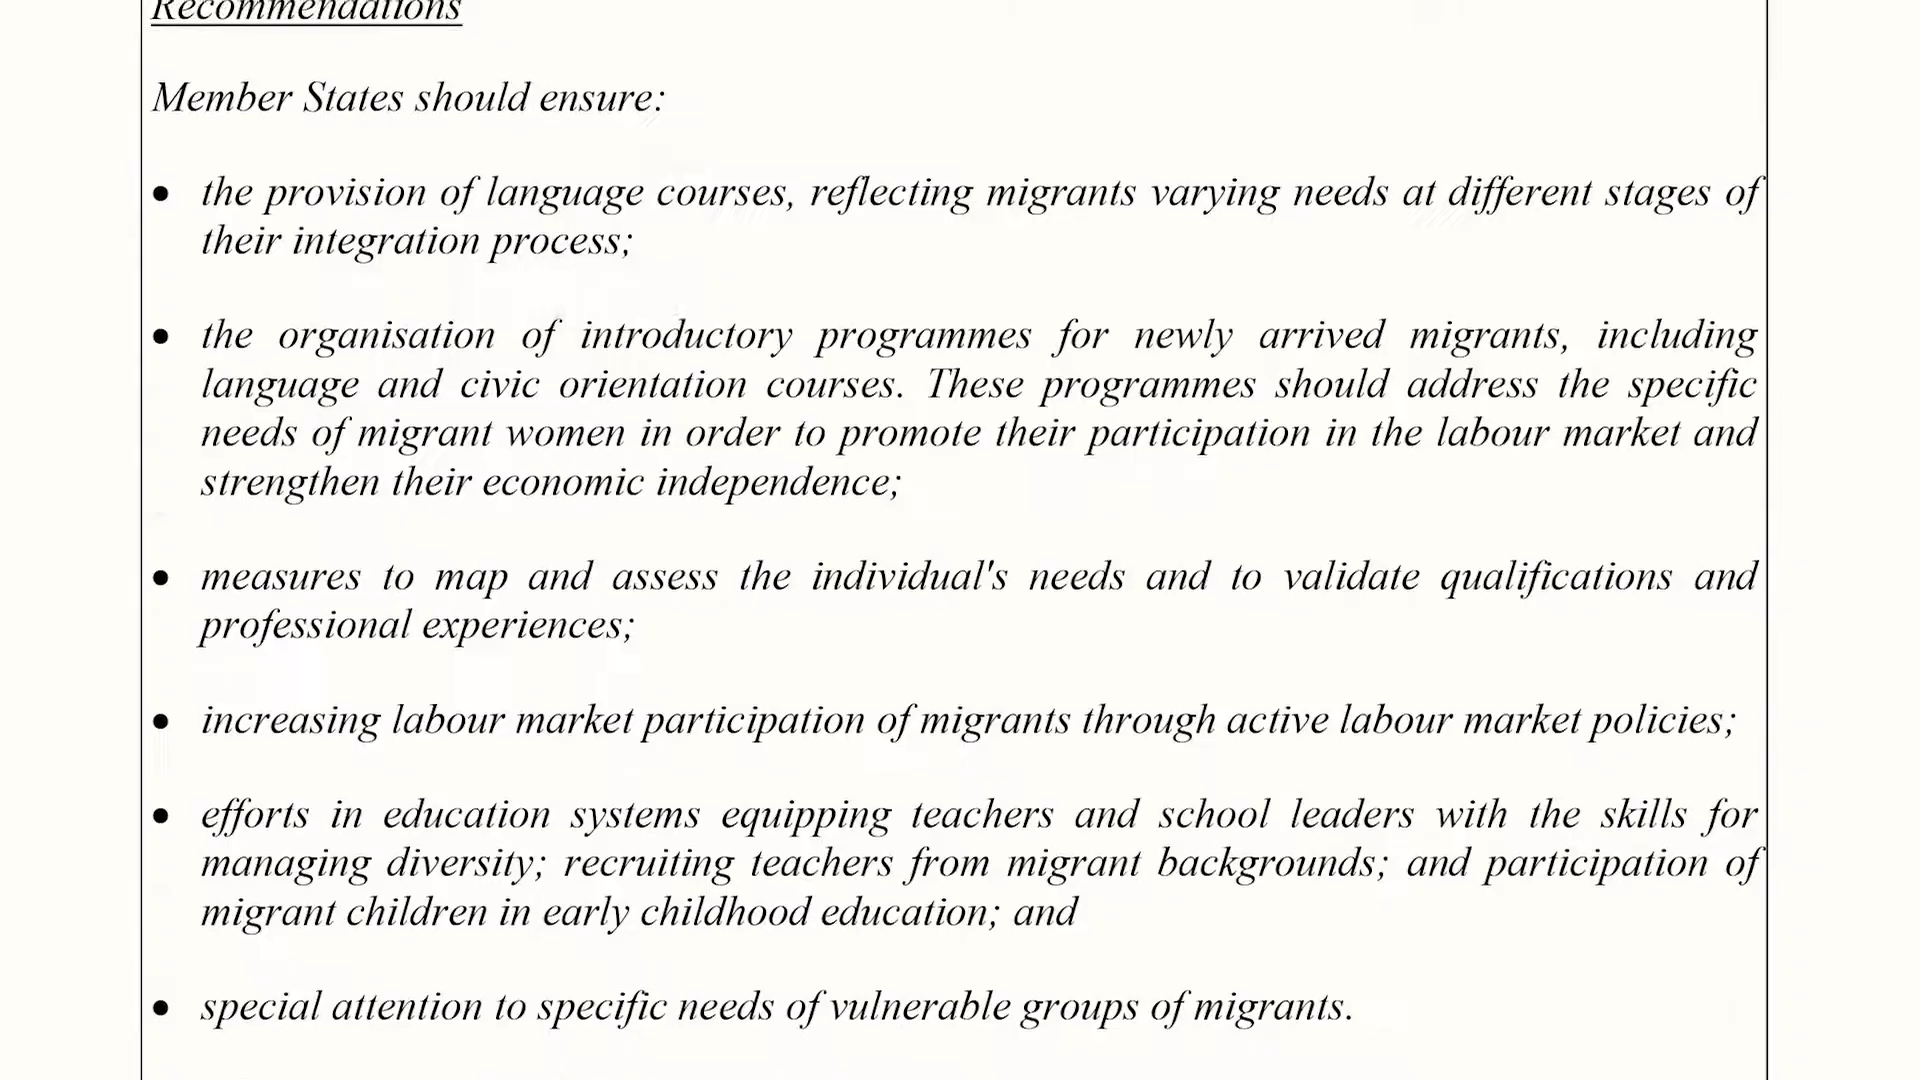 Recommendations
Member States should ensure:
• the provision of language courses, reflecting migrants varying needs at different stages of
their integration process;
• the organisation of introductory programmes for newly arrived migrants, including
language and civic orientation courses. These programmes should address the specific
needs of migrant women in order to promote their participation in the labour market and
strengthen their economic independence;
• measures to map and assess the individual's needs and to validate qualifications and
professional experiences;
• increasing labour market participation of migrants through active labour market policies;
• efforts in education systems equipping teachers and school leaders with the skills for
managing diversity; recruiting teachers from migrant backgrounds; and participation of
migrant children in early childhood education; and
• special attention to specific needs of vulnerable groups of migrants.